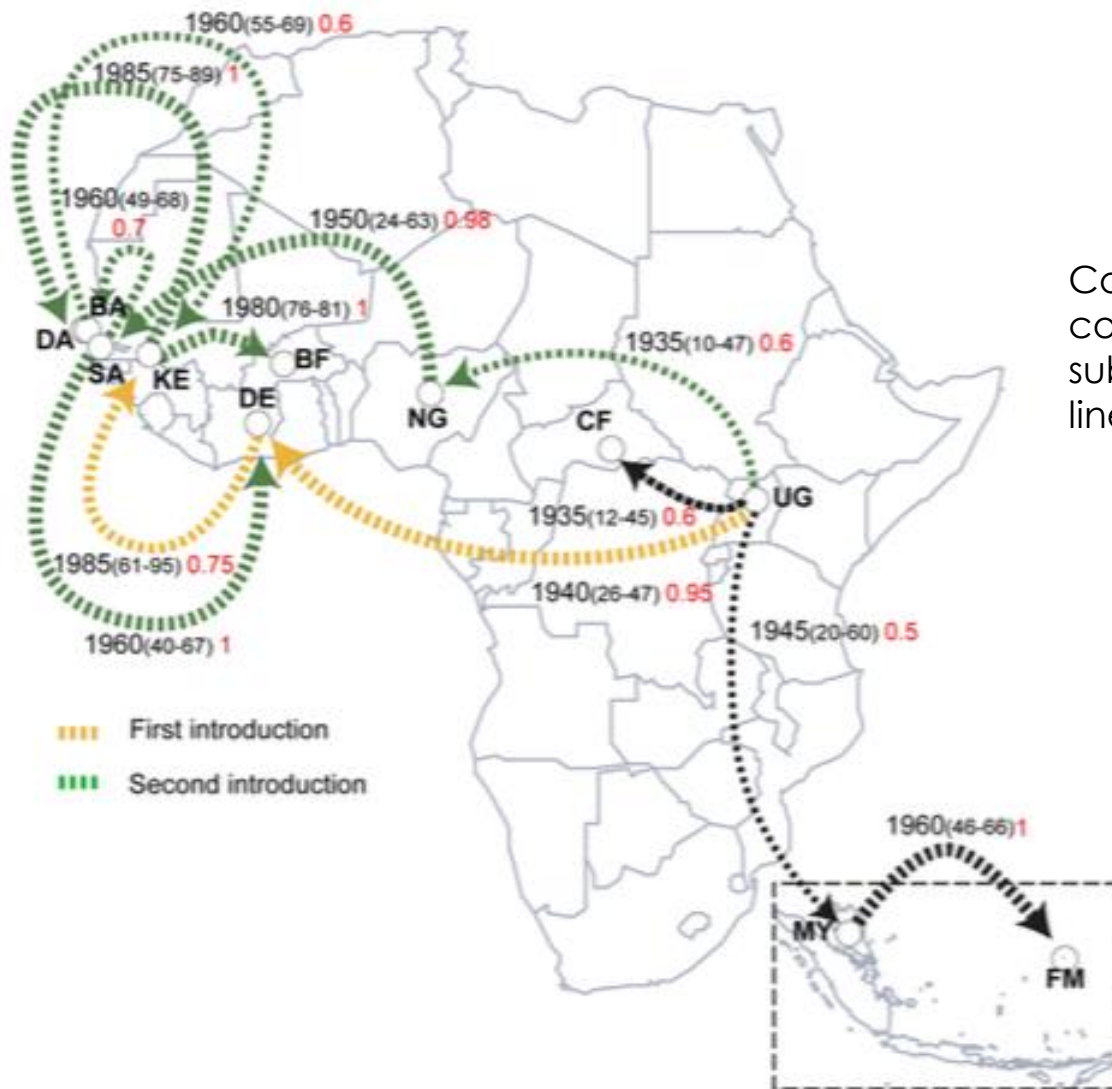 1960(55-69) 0.6
1985(75-89) 1
1960(49-68)
0.7
1950(24-63) 0.98
1980(76-81) 1
BA
DA
SA
KE
BF
DE
NG
1935(10-47) 0.6
CF
UG
1935(12-45) 0.6
1985(61-95) 0.75
1940(26-47) 0.95
1960(40-67) 1
1945(20-60) 0.5
First introduction
Second introduction
1960(46-66)1
MY
FM